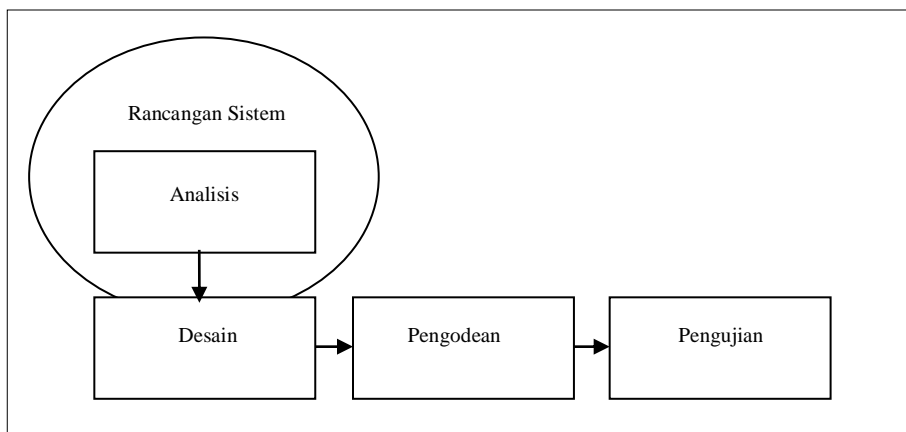 Rancangan Sistem
Analisis
Desain
Pengodean
Pengujian